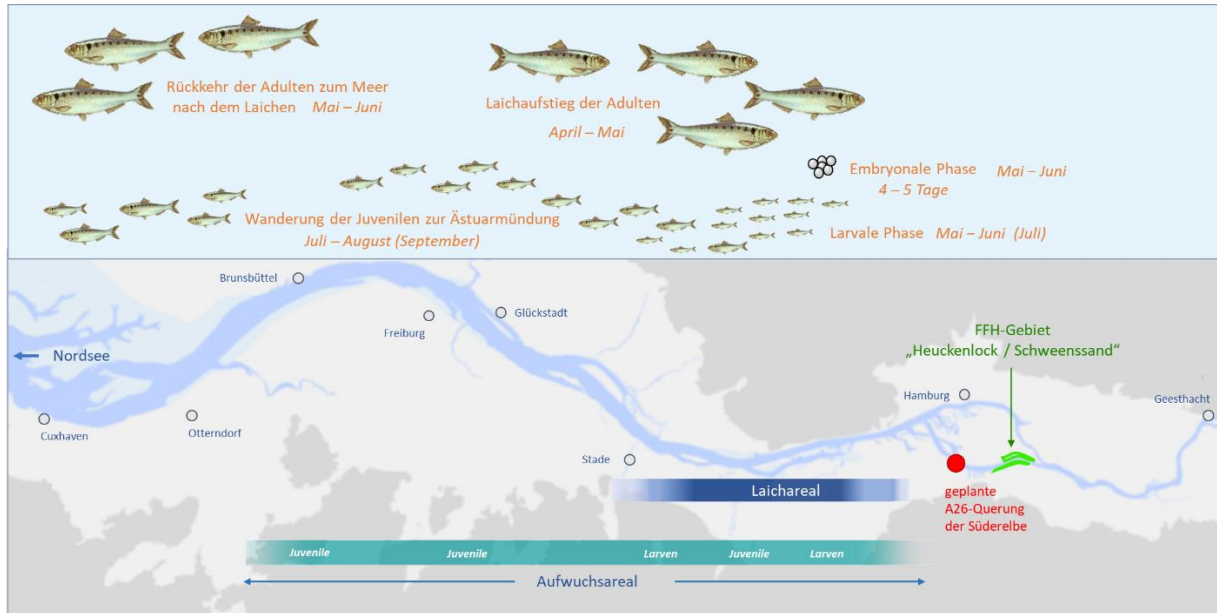 Rückkehr der Adulten zum Meer
nach dem Laichen Mai – Juni
Laichaufstieg der Adulten
April – Mai
Embryonale Phase Mai – Juni
4 – 5 Tage
Wanderung der Juvenilen zur Ästuarmündung
Juli – August (September)
Larvale Phase Mai – Juni (Juli)
Brunsbüttel
Glückstadt
Freiburg
Nordsee
FFH-Gebiet
„Heuckenlock / Schweenssand“
Hamburg
Geesthacht
Cuxhaven
Otterndorf
Stade
Laichareal
geplante
A26-Querung
der Süderelbe
Juvenile Juvenile Larven Juvenile Larven
Aufwuchsareal